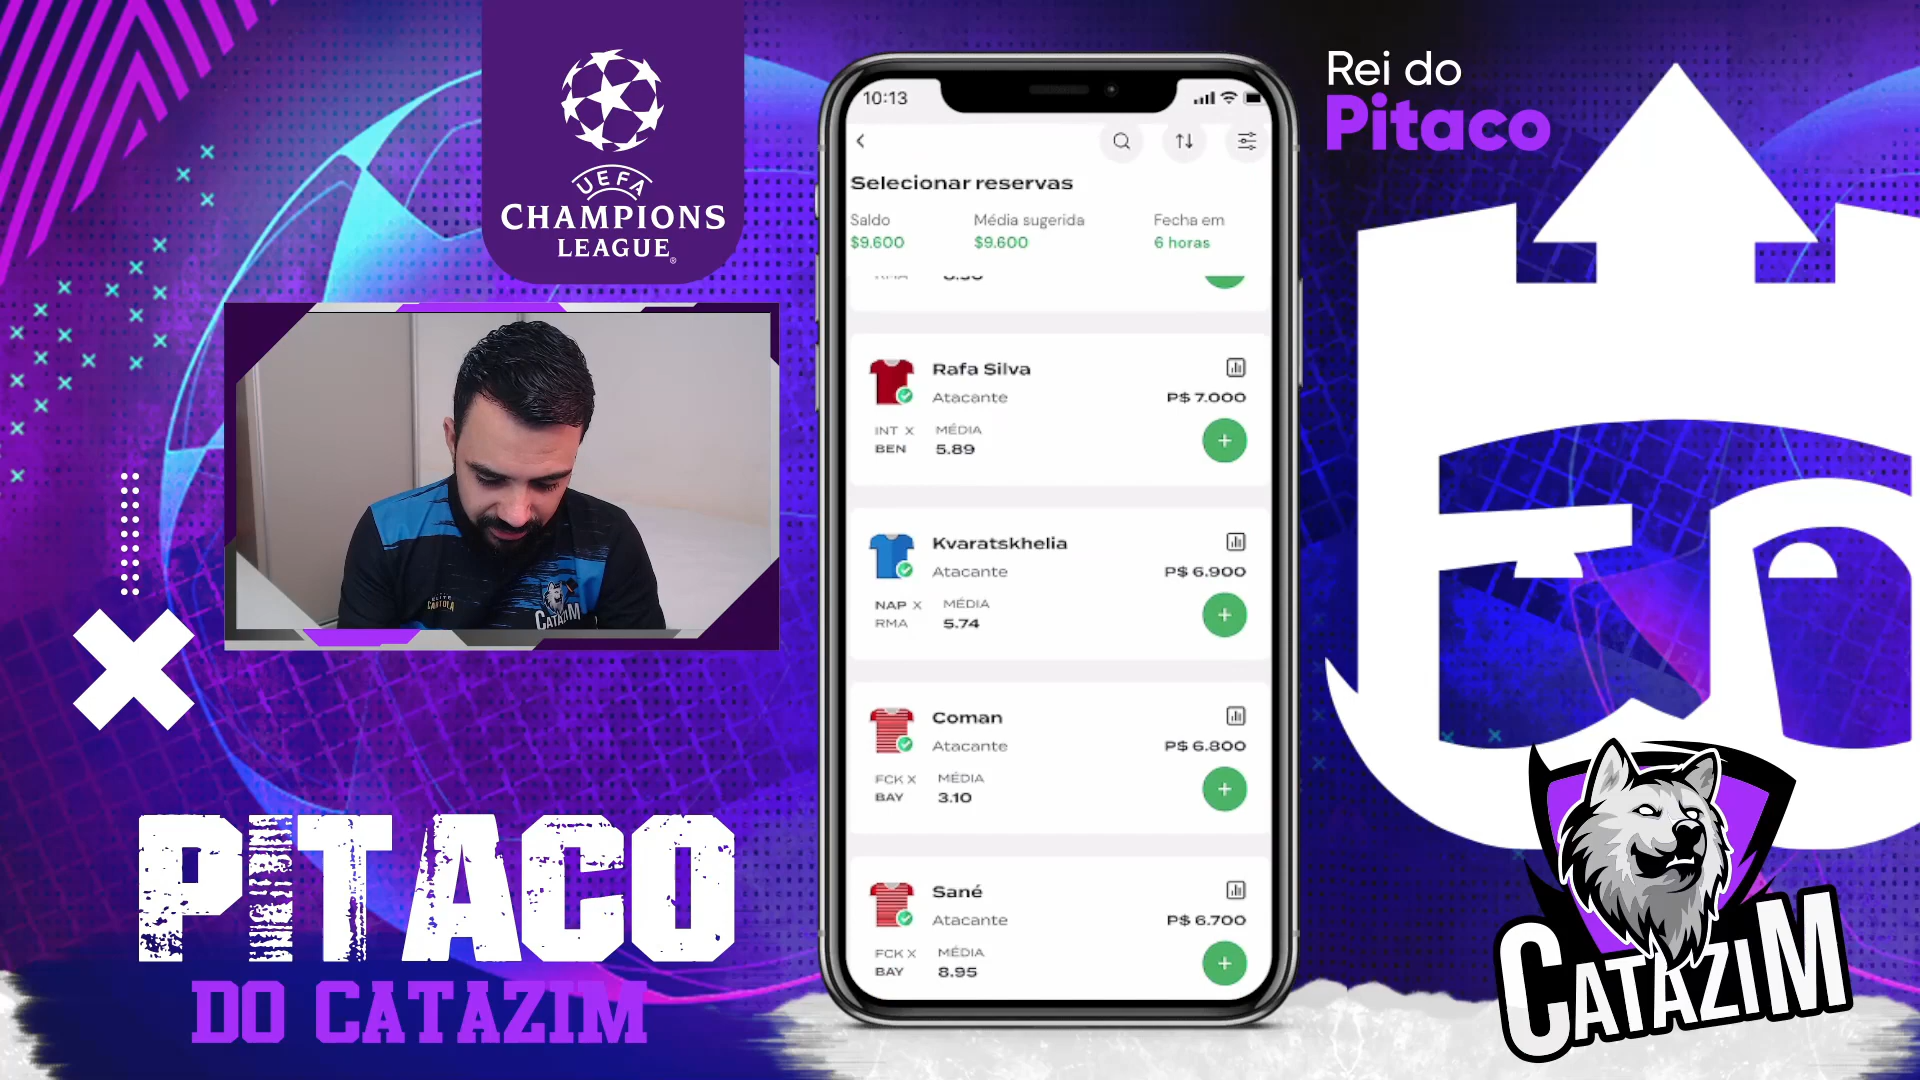 UEFA
CHAMPIONS
LEAGUE
Rei do
Pitaco
10:13
Selecionar reservas
Saldo
Média sugerida
Fecha em
$9.600
$9.600
6 horas
Rafa Silva
Atacante
P$ 7.000
INT X
MÉDIA
BEN
5.89
Kvaratskhelia
Atacante
P$ 6.900
NAP X
MÉDIA
RMA
5.74
Coman
Atacante
P$ 6.800
FCK X
MÉDIA
BAY
3.10
Sané
Atacante
P$ 6.700
FCK X
MÉDIA
BAY
8.95
ELITE
CARTOLA
CATAZIM
PITACO
DO CATAZIM
CATAZIM